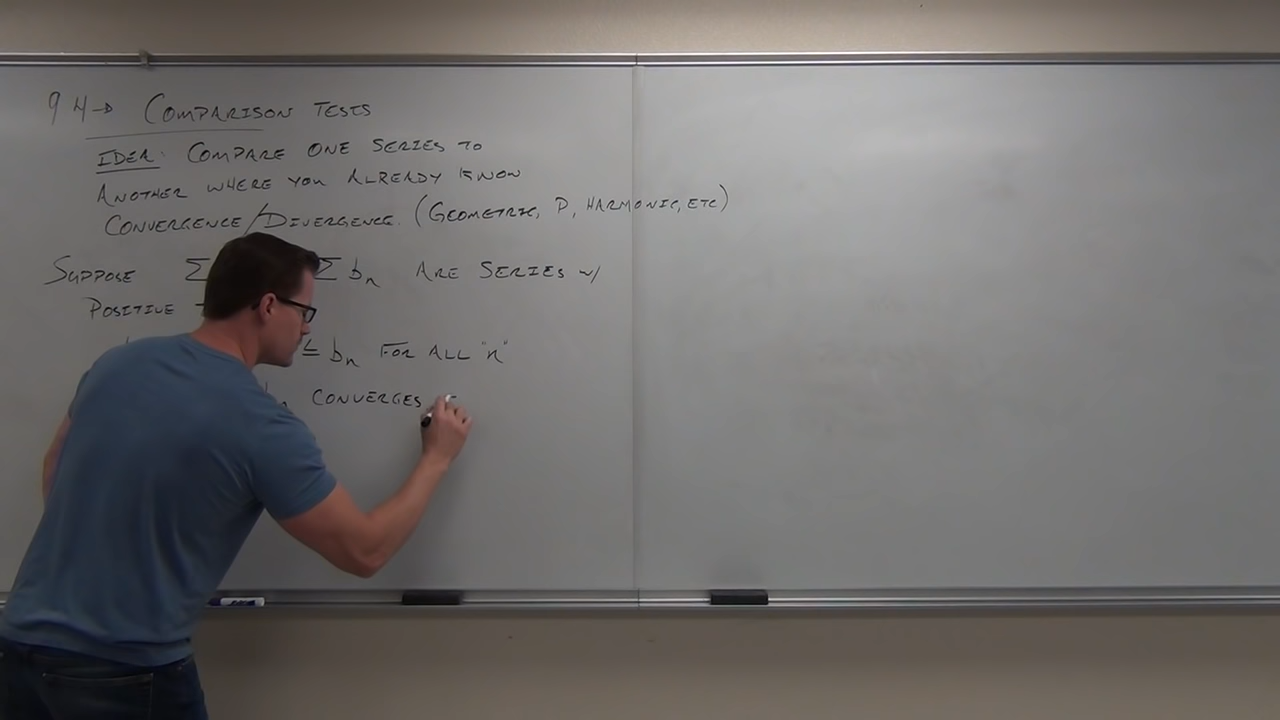 9.4→ COMPARISON TESTS
IDEA: COMPARE ONE SERIES TO
ANOTHER WHERE YOU ALREADY KNOW
CONVERGENCE/DIVERGENCE. (GEOMETRIC, P, HARMONIC, ETC)
SUPPOSE Σ Σ bn ARE SERIES W/
POSITIVE
≤ bn FOR ALL "n"
bn CONVERGES